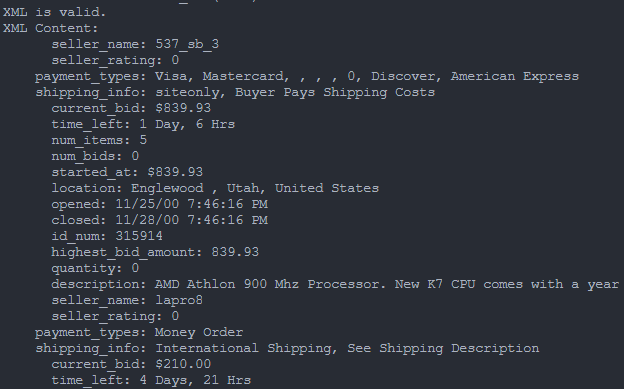 XML is valid.
XML Content:
seller_name: 537_sb_3
seller_rating: 0
payment_types: Visa, Mastercard, , , , 0, Discover, American Express
shipping_info: siteonly, Buyer Pays Shipping Costs
current_bid: $839.93
time_left: 1 Day, 6 Hrs
num_items: 5
num_bids: 0
started_at: $839.93
location: Englewood , Utah, United States
opened: 11/25/00 7:46:16 PM
closed: 11/28/00 7:46:16 PM
id_num: 315914
highest_bid_amount: 839.93
quantity: 0
description: AMD Athlon 900 Mhz Processor. New K7 CPU comes with a year
seller_name: lapro8
seller_rating: 0
payment_types: Money Order
shipping_info: International Shipping, See Shipping Description
current_bid: $210.00
time_left: 4 Days, 21 Hrs